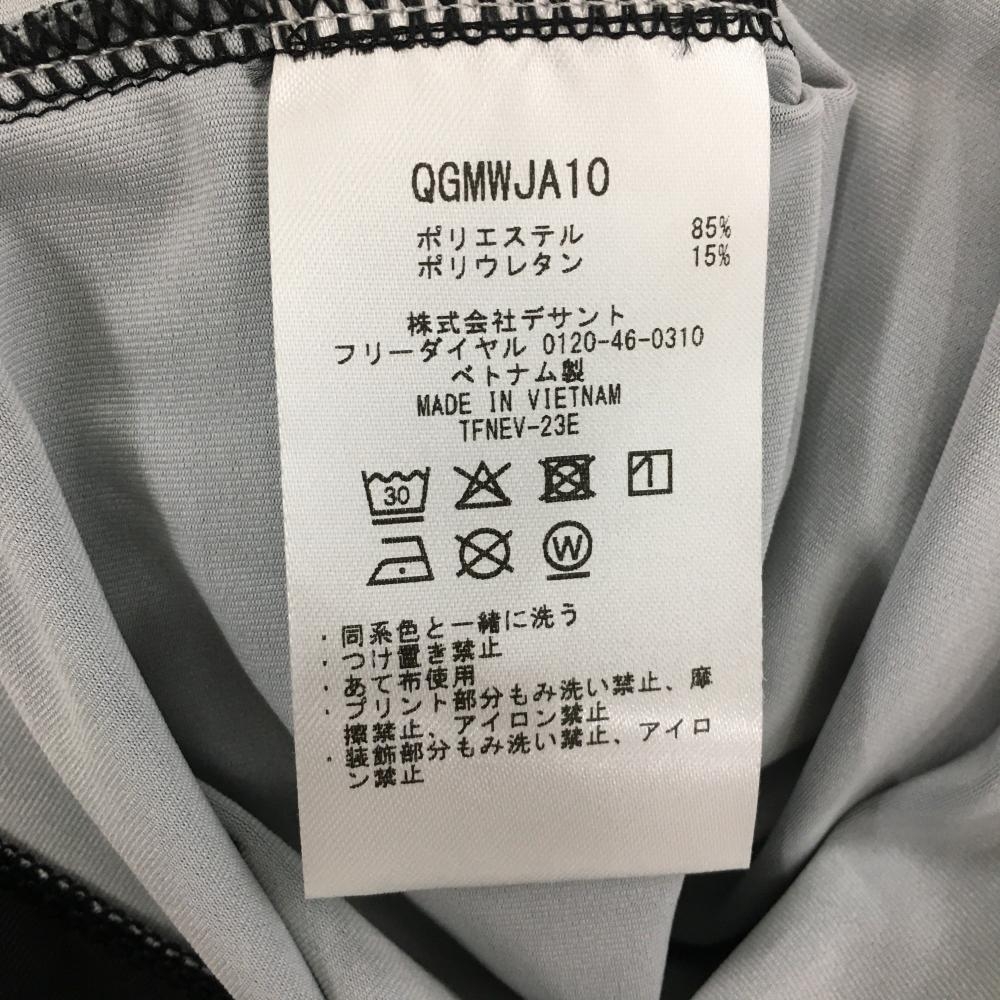 QGMWJA10
ポリエステル 85%
ポリウレタン 15%
株式会社デサント
フリーダイヤル 0120-46-0310
ベトナム製
MADE IN VIETNAM
TFNEV-23E
30
1
W
・同系色と一緒に洗う
・つけ置き禁止
・あて布使用
・プリント部分もみ洗い禁止、摩
擦禁止、アイロン禁止
・装飾部分もみ洗い禁止、アイロ
ン禁止